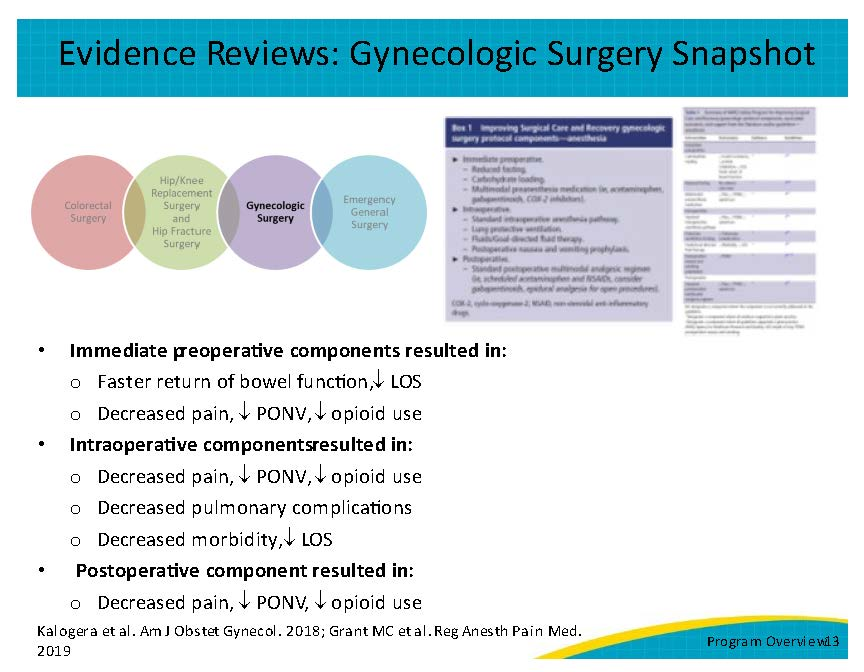 Evidence Reviews: Gynecologic Surgery Snapshot
Colorectal
Surgery
Hip/Knee
Replacement
Surgery
and
Hip Fracture
Surgery
Gynecologic
Surgery
Emergency
General
Surgery
Box 1 Improving Surgical Care and Recovery gynecologic
surgery protocol components—anesthesia
► Immediate preoperative.
– Reduced fasting.
– Carbohydrate loading.
– Multimodal preanesthesia medication (ie, acetaminophen,
gabapentinoids, COX-2 inhibitors).
► Intraoperative.
– Standard intraoperative anesthesia pathway.
– Lung protective ventilation.
– Fluids/Goal-directed fluid therapy.
– Postoperative nausea and vomiting prophylaxis.
► Postoperative.
– Standard postoperative multimodal analgesic regimen
(ie, scheduled acetaminophen and NSAIDs, consider
gabapentinoids, epidural analgesia for open procedures).
COX-2, cyclo-oxygenase-2; NSAID, non-steroidal anti-inflammatory
drugs.
• Immediate preoperative components resulted in:
o Faster return of bowel function,↓ LOS
o Decreased pain, ↓ PONV,↓ opioid use
• Intraoperative componentsresulted in:
o Decreased pain, ↓ PONV,↓ opioid use
o Decreased pulmonary complications
o Decreased morbidity,↓ LOS
• Postoperative component resulted in:
o Decreased pain, ↓ PONV, ↓ opioid use
Kalogera et al. Am J Obstet Gynecol. 2018; Grant MC et al. Reg Anesth Pain Med.
2019
Program Overview13